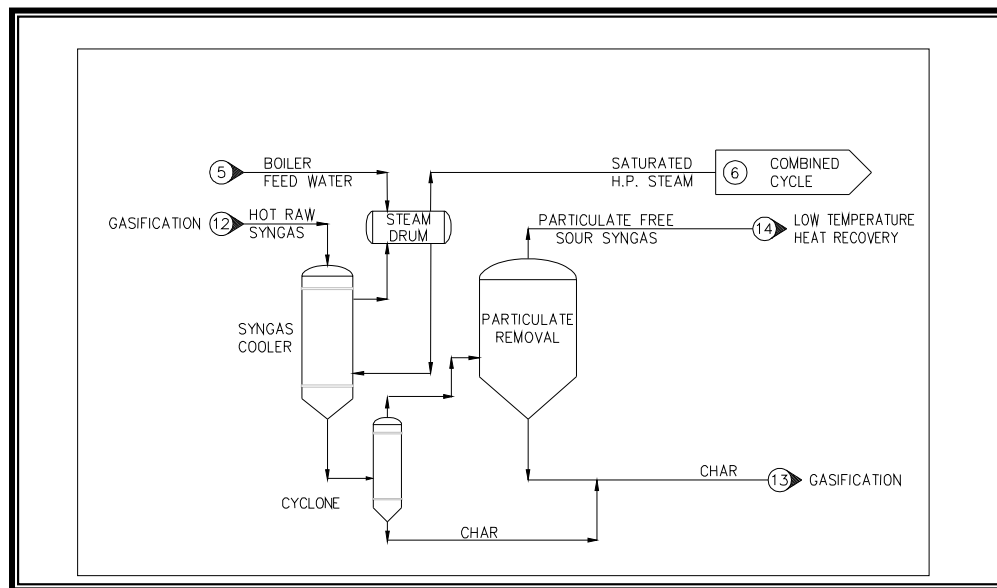 5
BOILER
FEED WATER
SATURATED
H.P. STEAM
6
COMBINED
CYCLE
GASIFICATION
12
HOT RAW
SYNGAS
STEAM
DRUM
PARTICULATE FREE
SOUR SYNGAS
14
LOW TEMPERATURE
HEAT RECOVERY
SYNGAS
COOLER
PARTICULATE
REMOVAL
CHAR
13
GASIFICATION
CYCLONE
CHAR